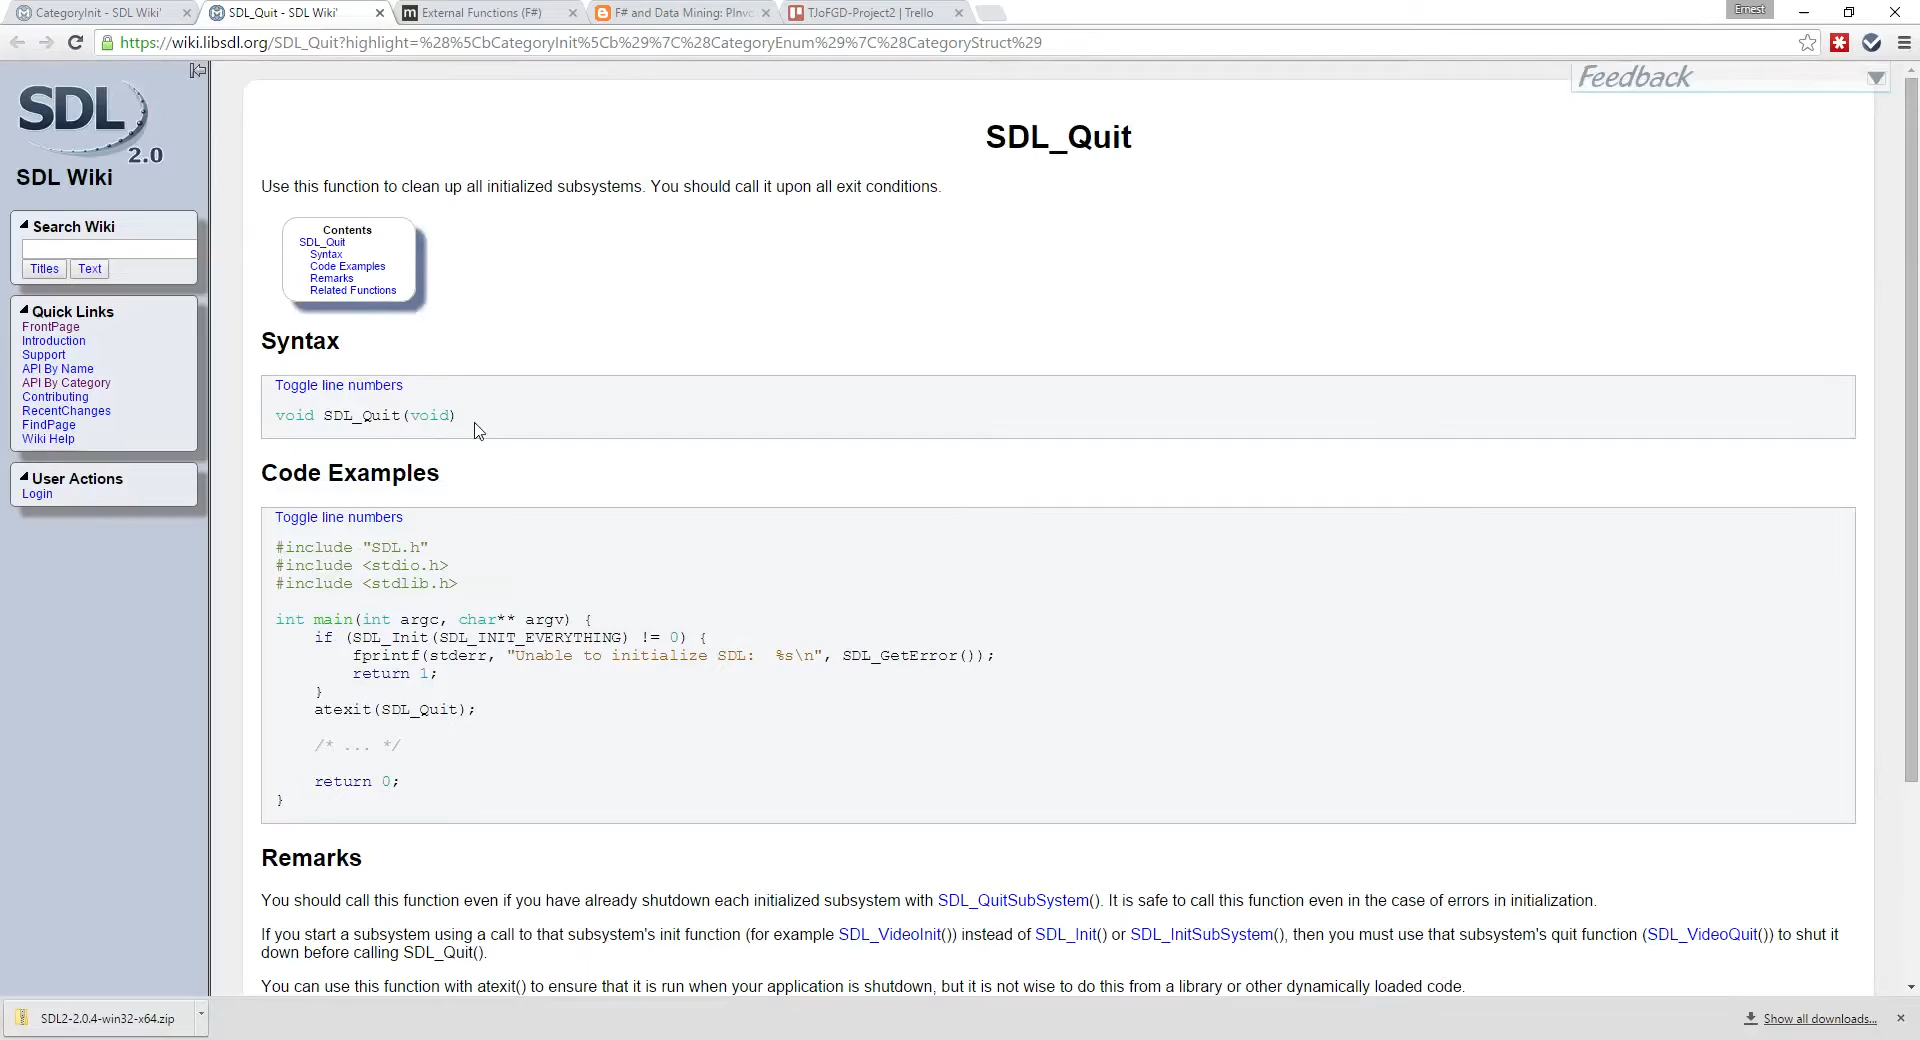 CategoryInit - SDL Wiki'
SDL_Quit - SDL Wiki'
External Functions (F#)
F# and Data Mining: PInvo
TJoFGD-Project2 | Trello
Ernest
https://wiki.libsdl.org/SDL_Quit?highlight=%28%5CbCategoryInit%5Cb%29%7C%28CategoryEnum%29%7C%28CategoryStruct%29
SDL
2.0
SDL Wiki
Search Wiki
Titles Text
Quick Links
FrontPage
Introduction
Support
API By Name
API By Category
Contributing
RecentChanges
FindPage
Wiki Help
User Actions
Login
Feedback
SDL_Quit
Use this function to clean up all initialized subsystems. You should call it upon all exit conditions.
Contents
SDL_Quit
Syntax
Code Examples
Remarks
Related Functions
Syntax
Toggle line numbers
void SDL_Quit(void)
Code Examples
Toggle line numbers
#include "SDL.h"
#include <stdio.h>
#include <stdlib.h>
int main(int argc, char** argv) {
if (SDL_Init(SDL_INIT_EVERYTHING) != 0) {
fprintf(stderr, "Unable to initialize SDL:  %s\n", SDL_GetError());
return 1;
}
atexit(SDL_Quit);
/* ... */
return 0;
}
Remarks
You should call this function even if you have already shutdown each initialized subsystem with SDL_QuitSubSystem(). It is safe to call this function even in the case of errors in initialization.
If you start a subsystem using a call to that subsystem's init function (for example SDL_VideoInit()) instead of SDL_Init() or SDL_InitSubSystem(), then you must use that subsystem's quit function (SDL_VideoQuit()) to shut it
down before calling SDL_Quit().
You can use this function with atexit() to ensure that it is run when your application is shutdown, but it is not wise to do this from a library or other dynamically loaded code.
SDL2-2.0.4-win32-x64.zip
Show all downloads...